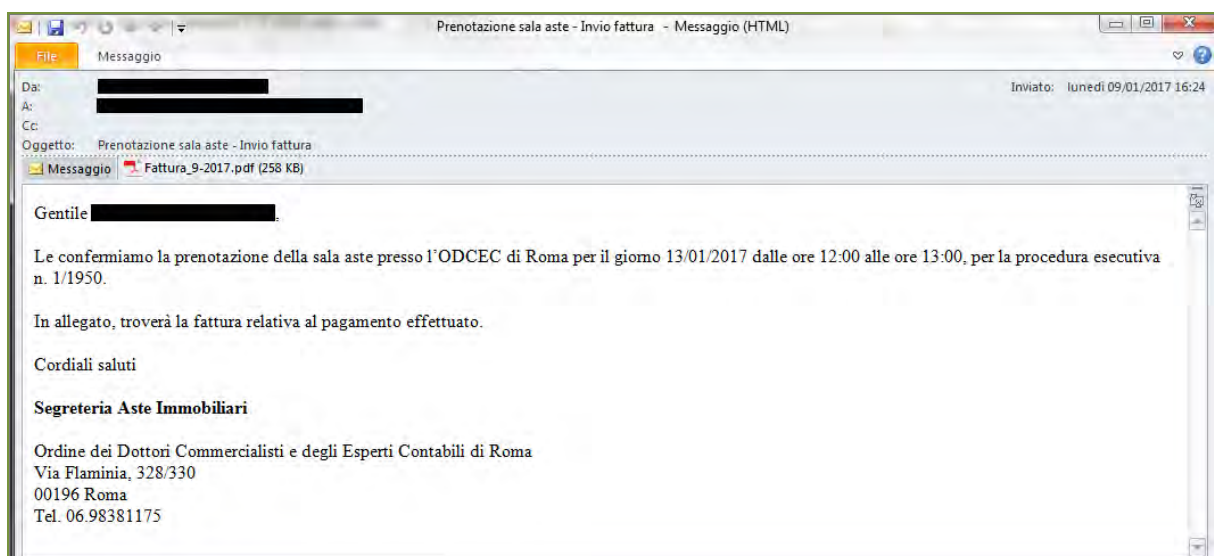 Prenotazione sala aste - Invio fattura - Messaggio (HTML)
File Messaggio
Da:
Inviato: lunedì 09/01/2017 16:24
A:
Cc:
Oggetto: Prenotazione sala aste - Invio fattura
Messaggio Fattura_9-2017.pdf (258 KB)
Gentile ,
Le confermiamo la prenotazione della sala aste presso l'ODCEC di Roma per il giorno 13/01/2017 dalle ore 12:00 alle ore 13:00, per la procedura esecutiva
n. 1/1950.
In allegato, troverà la fattura relativa al pagamento effettuato.
Cordiali saluti
Segreteria Aste Immobiliari
Ordine dei Dottori Commercialisti e degli Esperti Contabili di Roma
Via Flaminia, 328/330
00196 Roma
Tel. 06.98381175